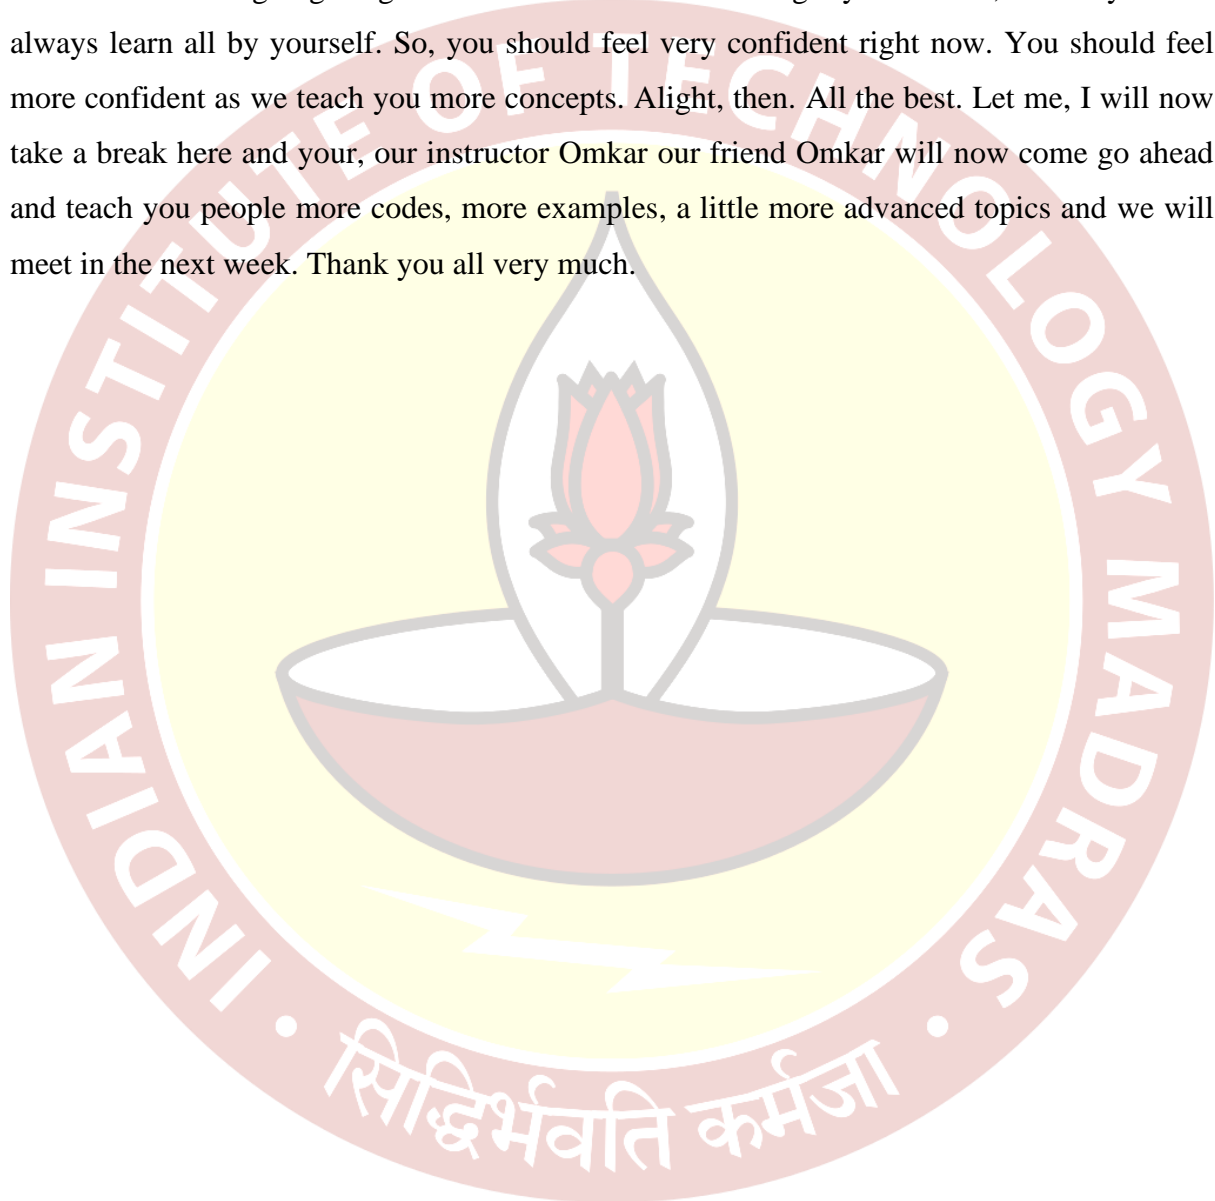 always learn all by yourself. So, you should feel very confident right now. You should feel
more confident as we teach you more concepts. Alight, then. All the best. Let me, I will now
take a break here and your, our instructor Omkar our friend Omkar will now come go ahead
and teach you people more codes, more examples, a little more advanced topics and we will
meet in the next week. Thank you all very much.
INDIAN INSTITUTE OF TECHNOLOGY MADRAS
सिद्धिर्भवति कर्मजा